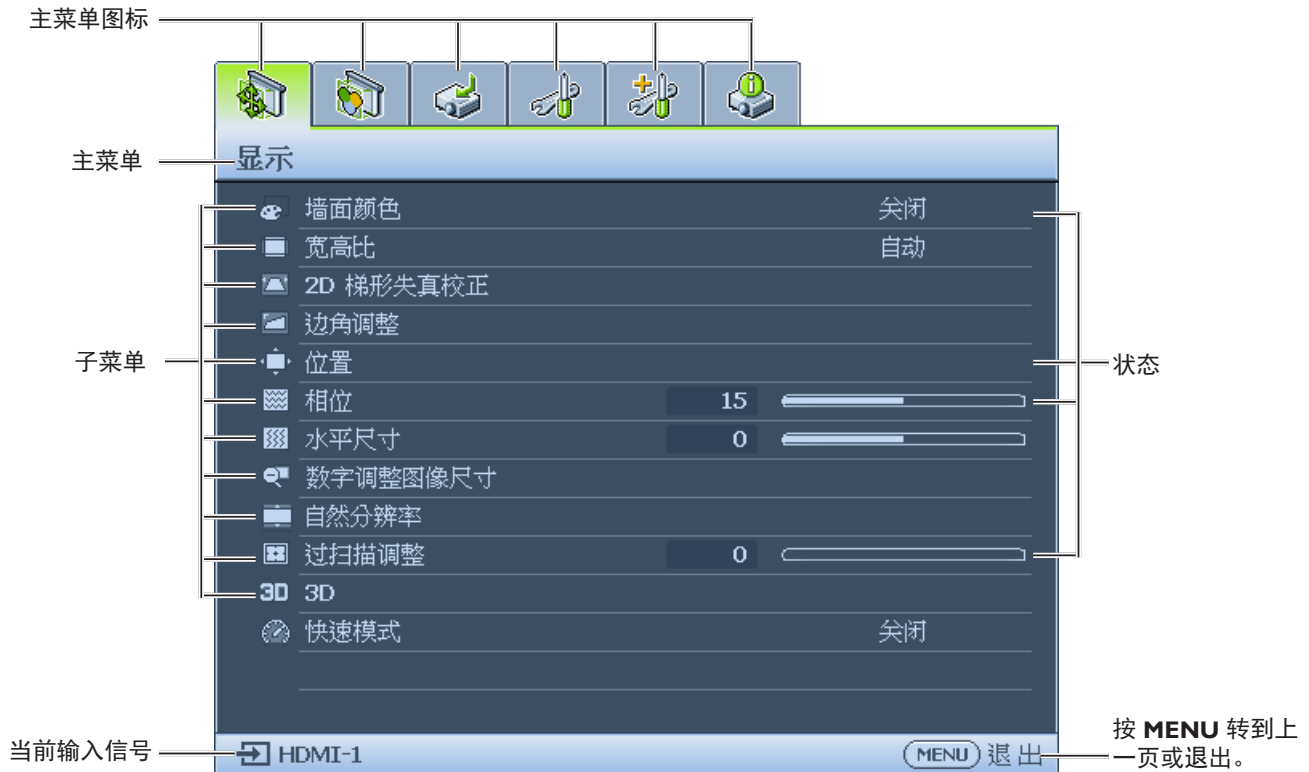 主菜单图标
主菜单
显示
墙面颜色 关闭
宽高比 自动
2D 梯形失真校正
边角调整
子菜单
位置
状态
相位 15
水平尺寸 0
数字调整图像尺寸
自然分辨率
过扫描调整 0
3D 3D
快速模式 关闭
当前输入信号
HDMI-1
MENU 退出
按 MENU 转到上
一页或退出。